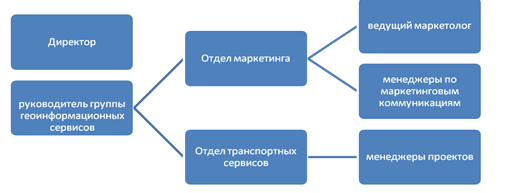 Директор
руководитель группы
геоинформационных
сервисов
Отдел маркетинга
Отдел транспортных
сервисов
ведущий маркетолог
менеджеры по
маркетинговым
коммуникациям
менеджеры проектов